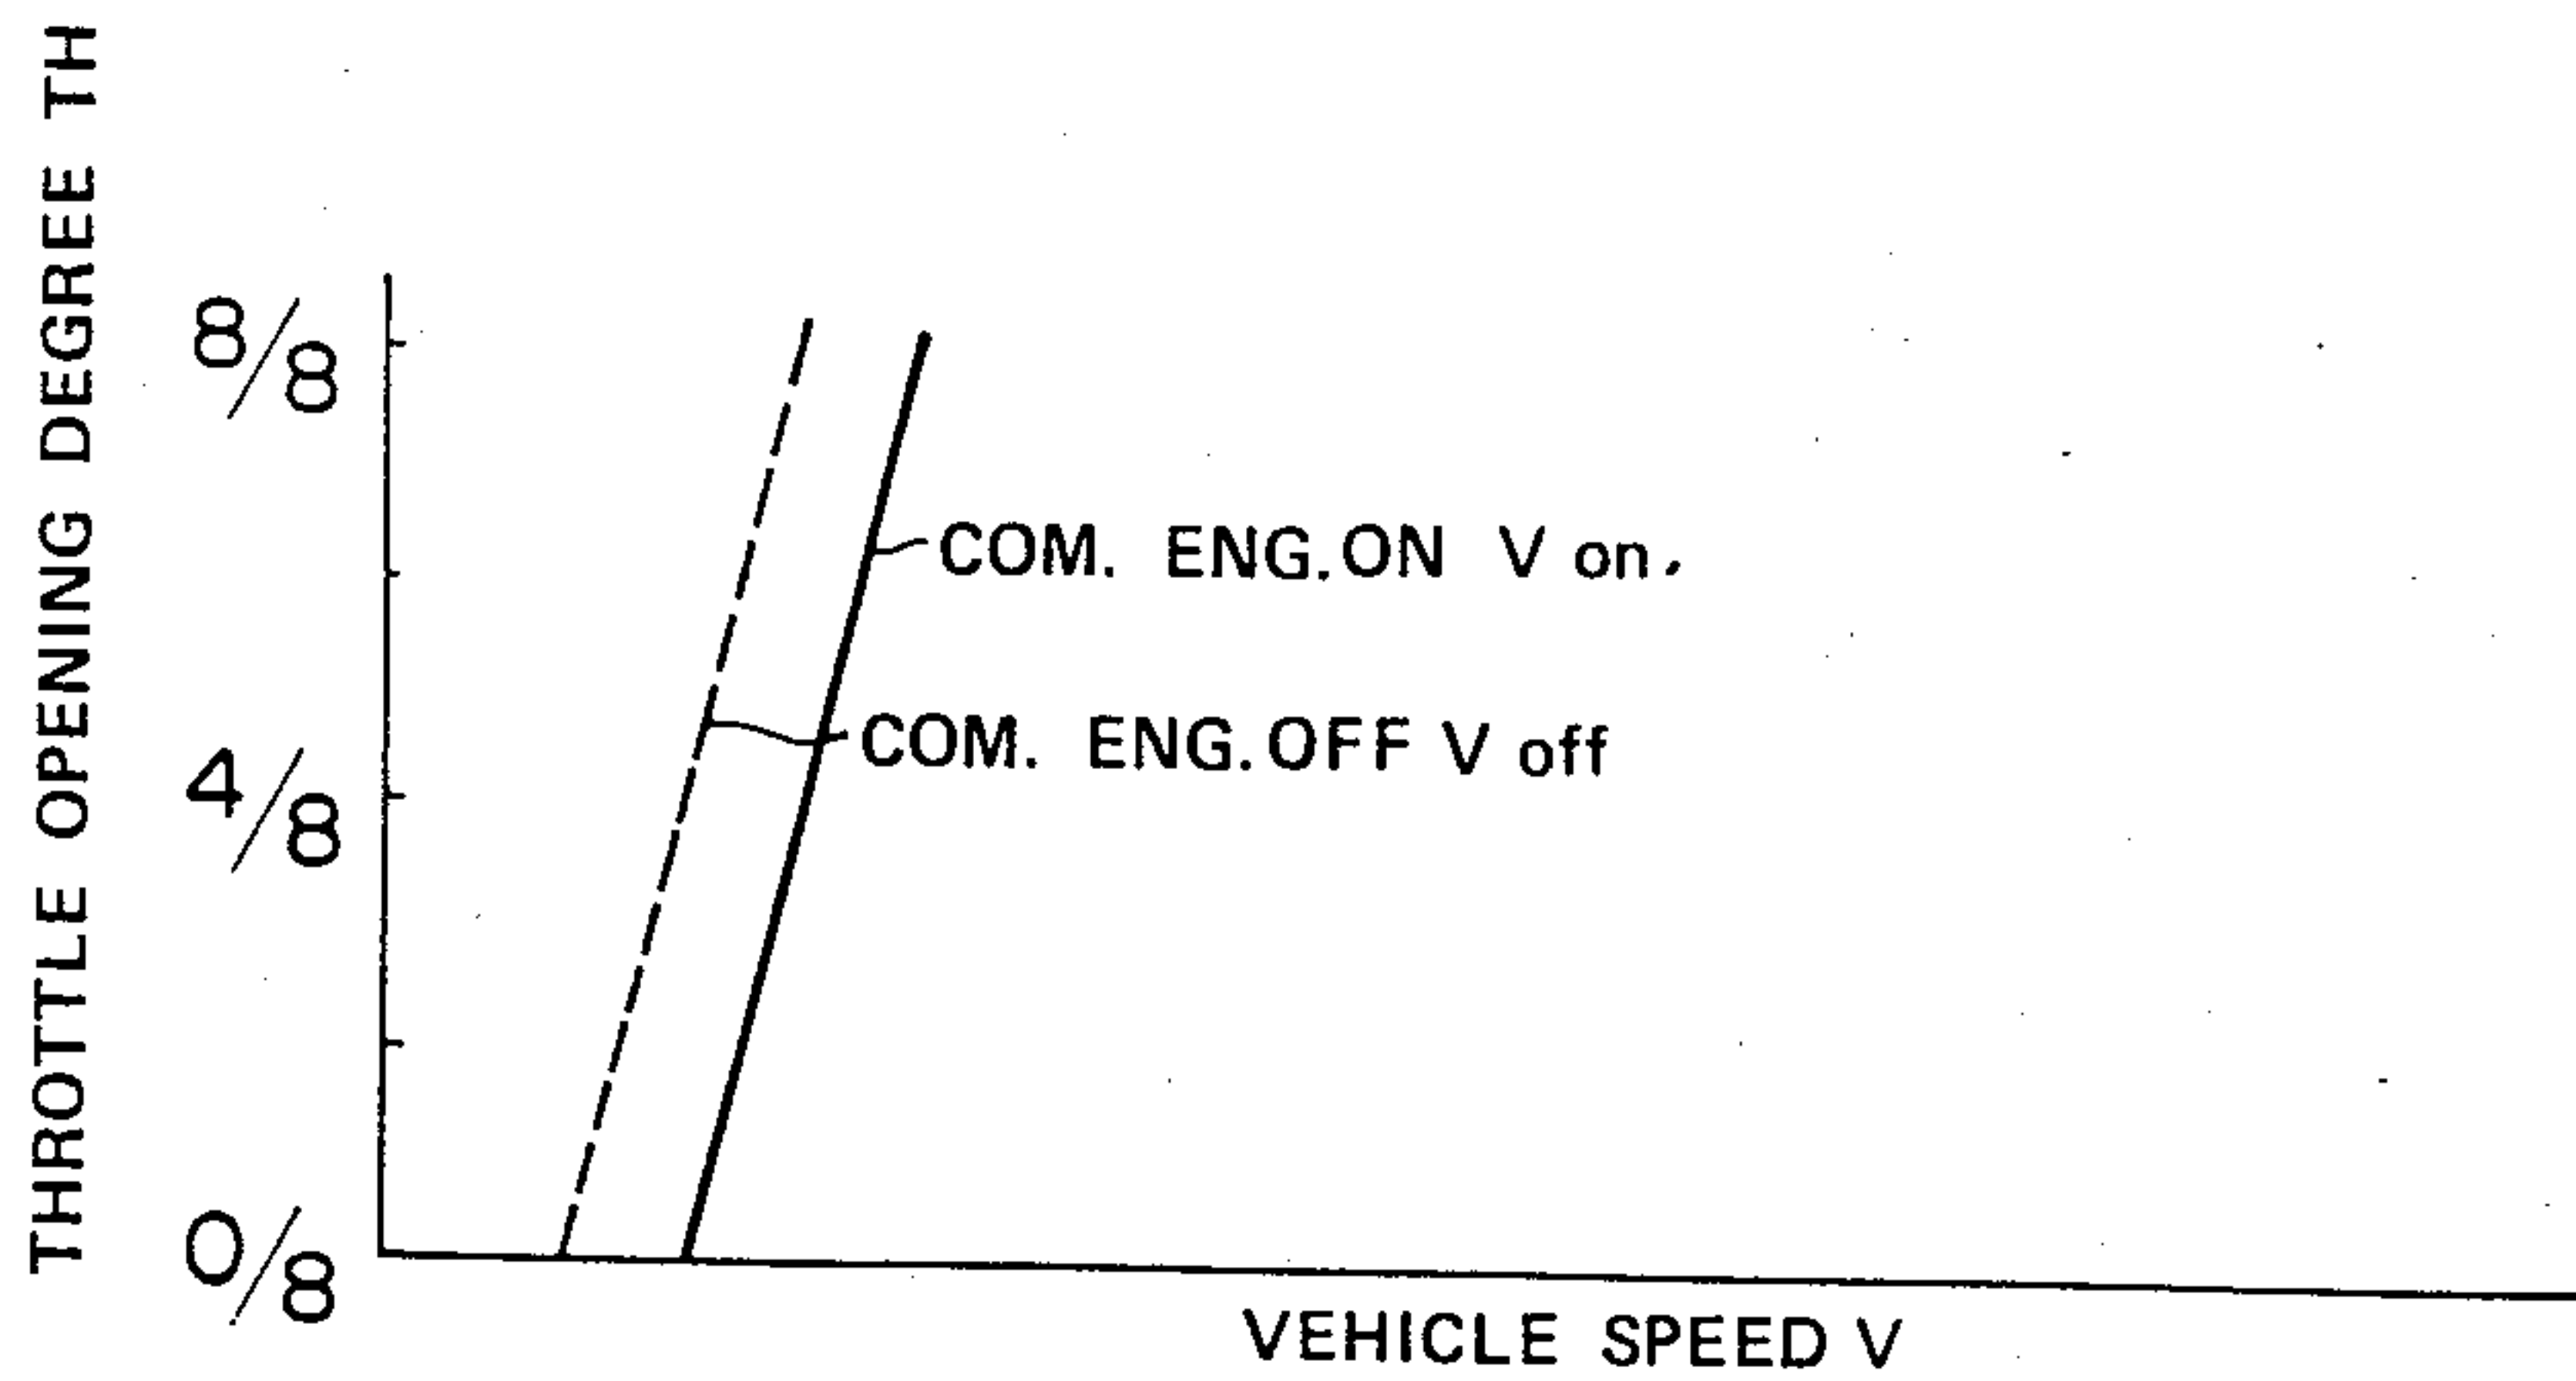 THROTTLE OPENING DEGREE TH
8/8
COM. ENG. ON V on
COM. ENG. OFF V off
4/8
0/8
VEHICLE SPEED V